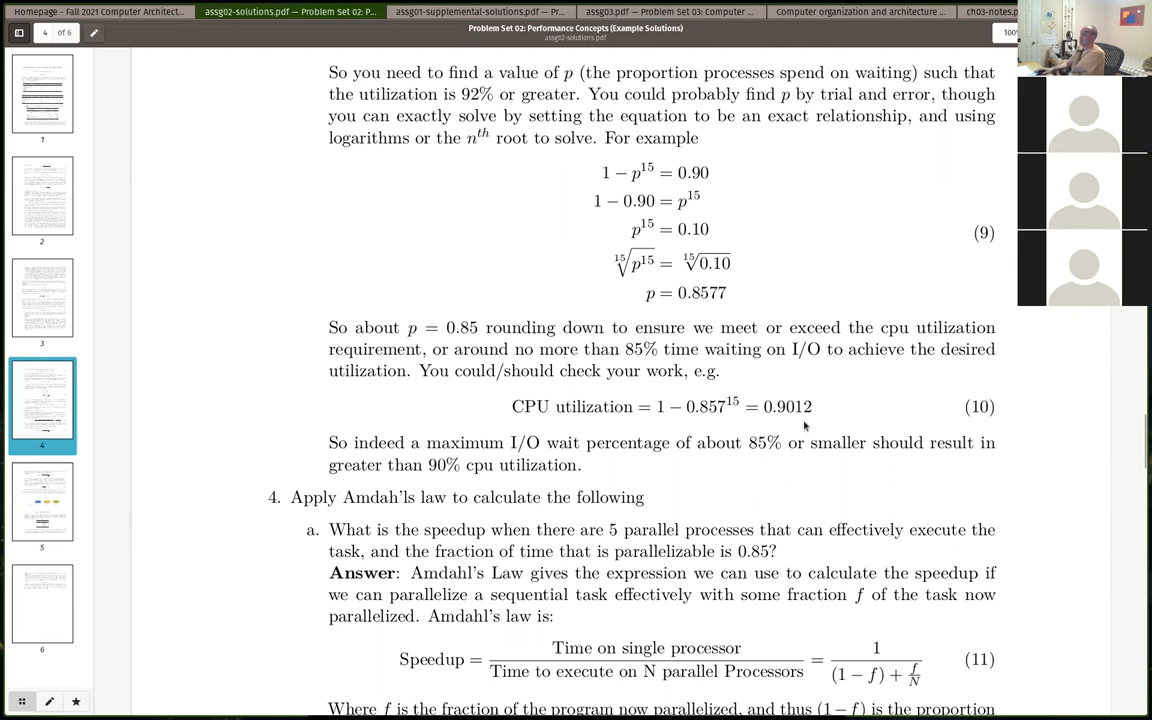 Homepage - Fall 2021 Computer Architect...
assg02-solutions.pdf — Problem Set 02: P...
assg01-supplemental-solutions.pdf — Pr...
assg03.pdf — Problem Set 03: Computer ...
Computer organization and architecture ...
ch03-notes.p
4 of 6
Problem Set 02: Performance Concepts (Example Solutions)
assg02-solutions.pdf
100
So you need to find a value of p (the proportion processes spend on waiting) such that
the utilization is 92% or greater. You could probably find p by trial and error, though
you can exactly solve by setting the equation to be an exact relationship, and using
logarithms or the n^th root to solve. For example
1 − p^15 = 0.90
1 − 0.90 = p^15
p^15 = 0.10
\sqrt[15]{p^15} = \sqrt[15]{0.10}
(9)
p = 0.8577
So about p = 0.85 rounding down to ensure we meet or exceed the cpu utilization
requirement, or around no more than 85% time waiting on I/O to achieve the desired
utilization. You could/should check your work, e.g.
CPU utilization = 1 − 0.857^15 = 0.9012 (10)
So indeed a maximum I/O wait percentage of about 85% or smaller should result in
greater than 90% cpu utilization.
4. Apply Amdah'ls law to calculate the following
a. What is the speedup when there are 5 parallel processes that can effectively execute the
task, and the fraction of time that is parallelizable is 0.85?
Answer: Amdahl's Law gives the expression we can use to calculate the speedup if
we can parallelize a sequential task effectively with some fraction f of the task now
parallelized. Amdahl's law is:
Speedup = \frac{Time on single processor}{Time to execute on N parallel Processors} = \frac{1}{(1 − f) + \frac{f}{N}} (11)
Where f is the fraction of the program now parallelized, and thus (1 − f) is the proportion
1
2
3
4
5
6